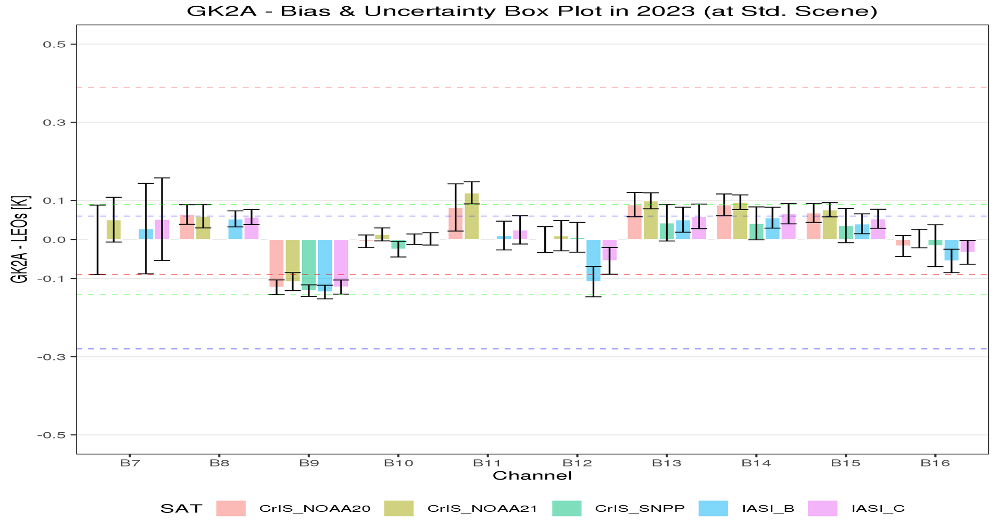 GK2A - Bias & Uncertainty Box Plot in 2023 (at Std. Scene)
0.5
0.3
0.1
0.0
-0.1
-0.3
-0.5
GK2A - LEOs [K]
B7 B8 B9 B10 B11 B12 B13 B14 B15 B16
Channel
SAT CrIS_NOAA20 CrIS_NOAA21 CrIS_SNPP IASI_B IASI_C